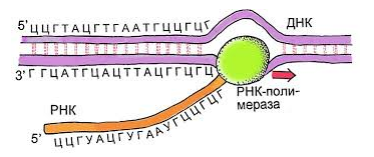 5'ЦЦГТАЦГТГААТГЦЦГЦГ
ДНК
3'ГГЦАТГЦАЦТТАЦГГЦГЦ
РНК-поли-
мераза
РНК
5' ЦЦГУАЦГУГААУГЦЦГЦГ